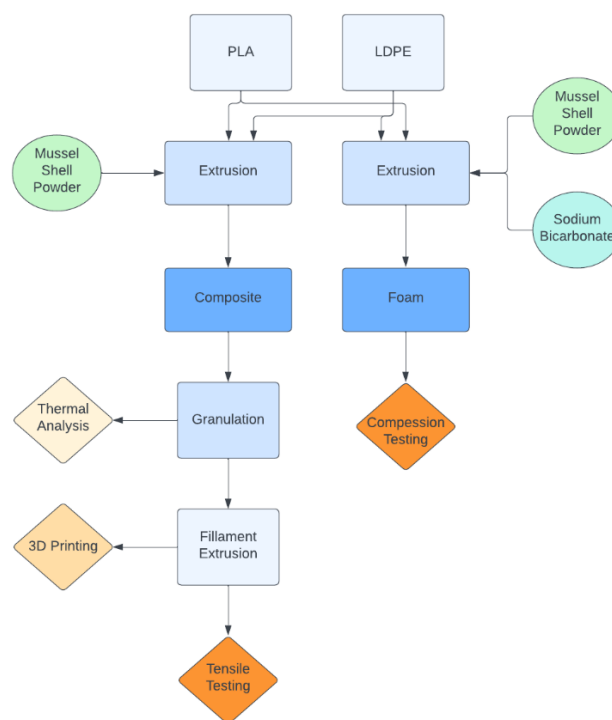 PLA
LDPE
Mussel
Shell
Powder
Extrusion
Extrusion
Mussel
Shell
Powder
Sodium
Bicarbonate
Composite
Foam
Thermal
Analysis
Granulation
Compession
Testing
3D Printing
Fillament
Extrusion
Tensile
Testing